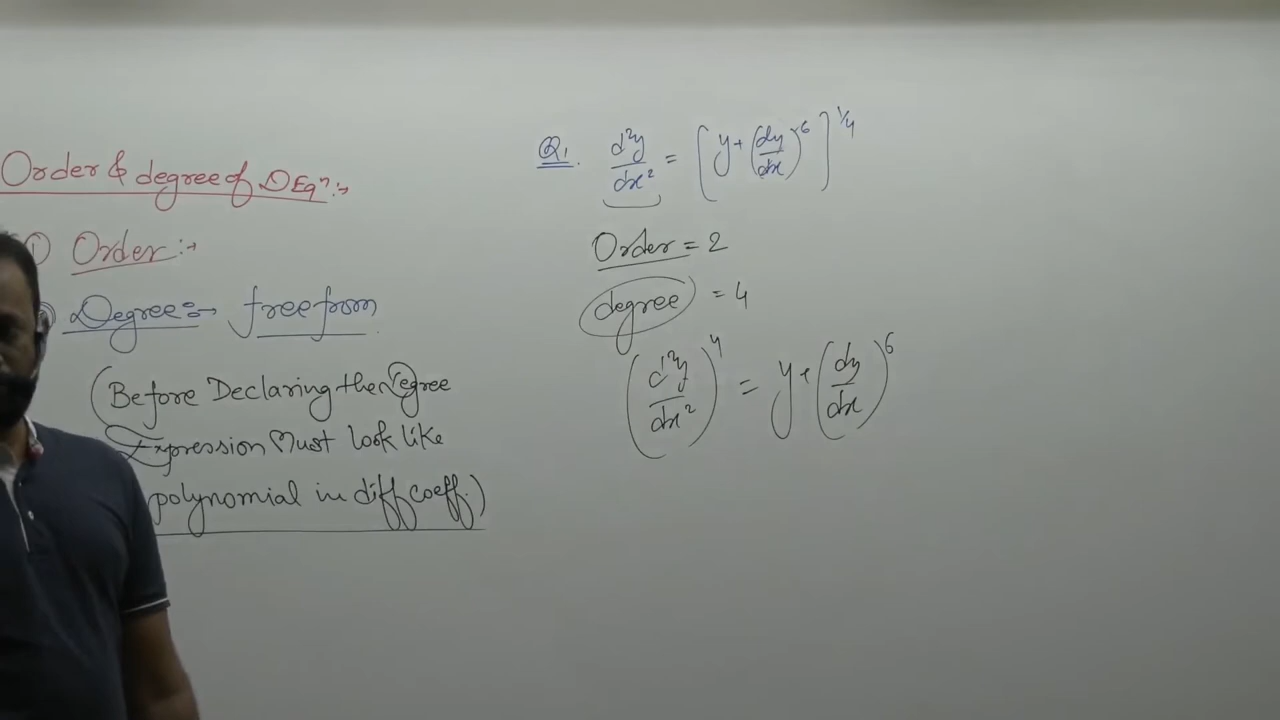 Order & degree of DEqⁿ:-
① Order:-
Degree:- free from
(Before Declaring the Degree
Expression Must look like
polynomial in diff coeff.)
Q1. d²y/dx² = [y+(dy/dx)⁶]^1/4
Order = 2
degree = 4
(d²y/dx²)⁴ = y+(dy/dx)⁶